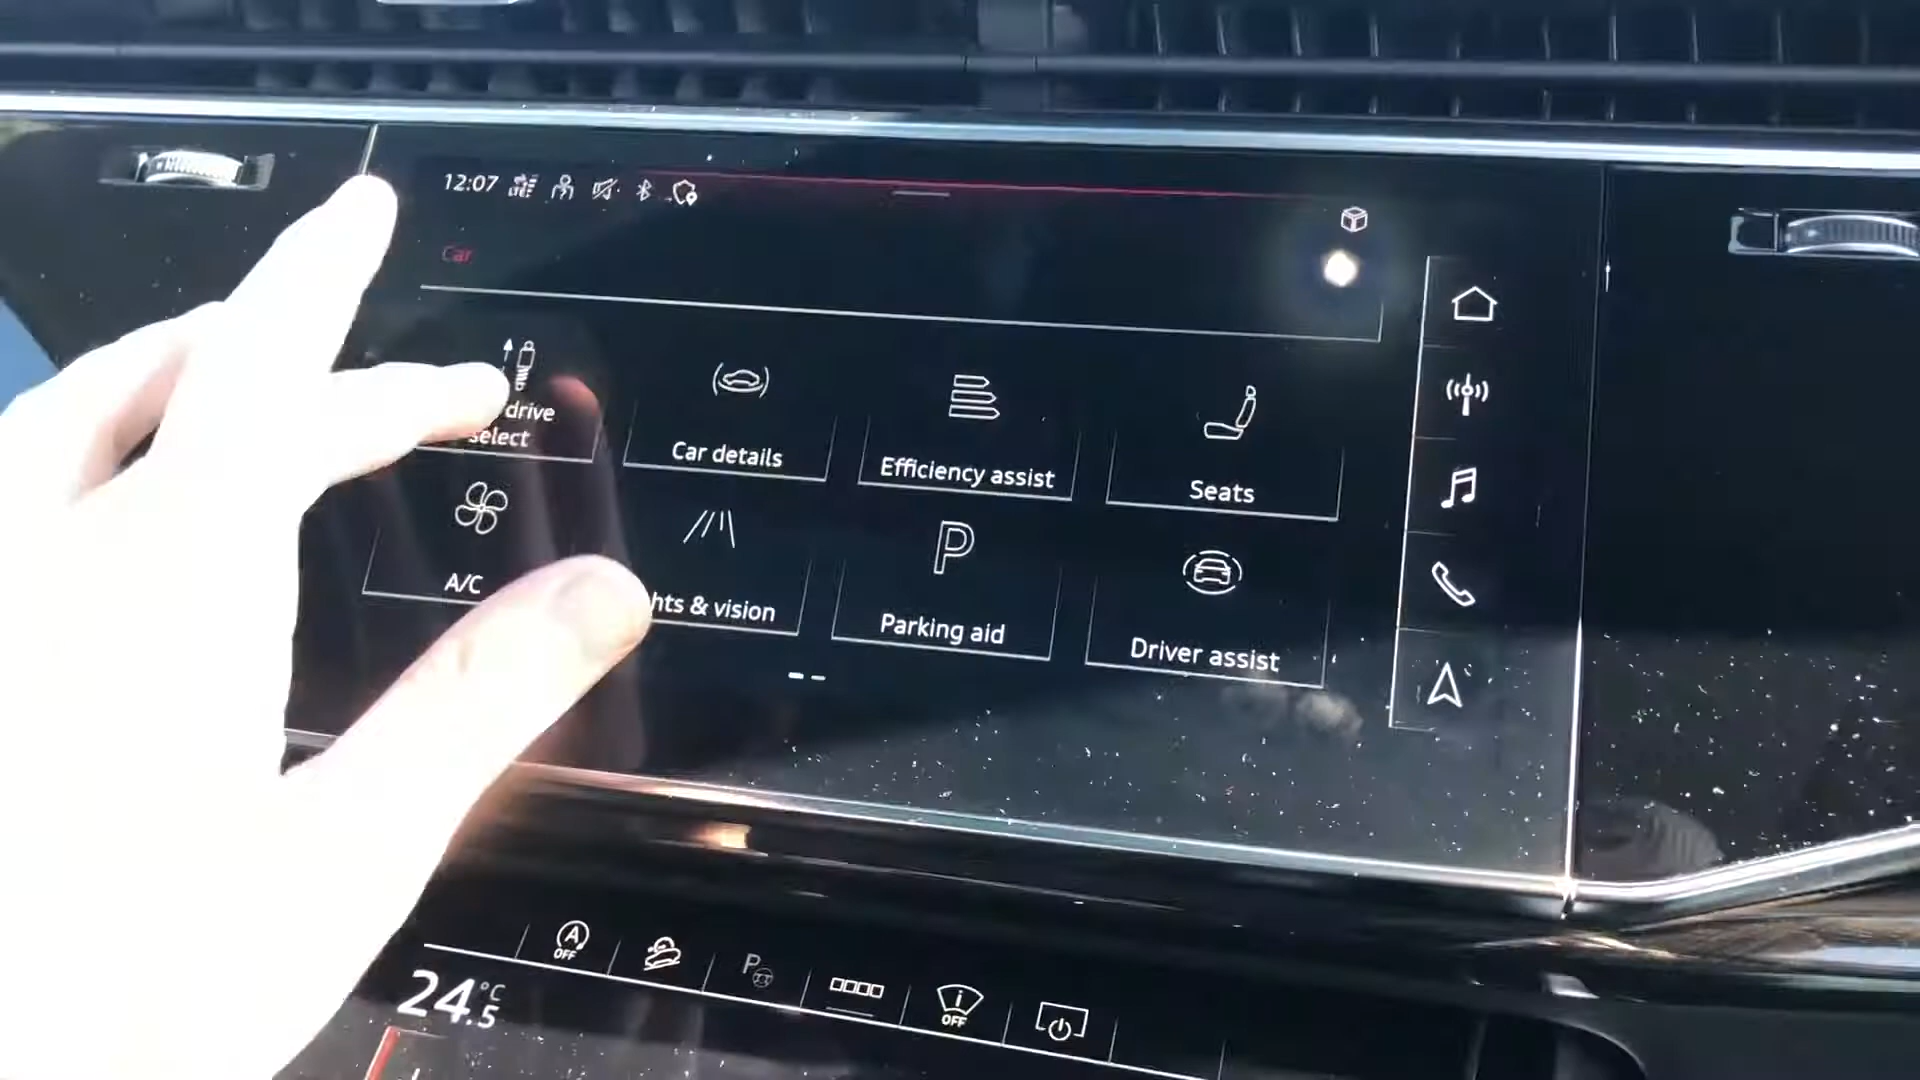 12:07
Car
drive
select
Car details
Efficiency assist
Seats
A/C
hts & vision
P
Parking aid
Driver assist
A
OFF
P
i
OFF
24.5
°C